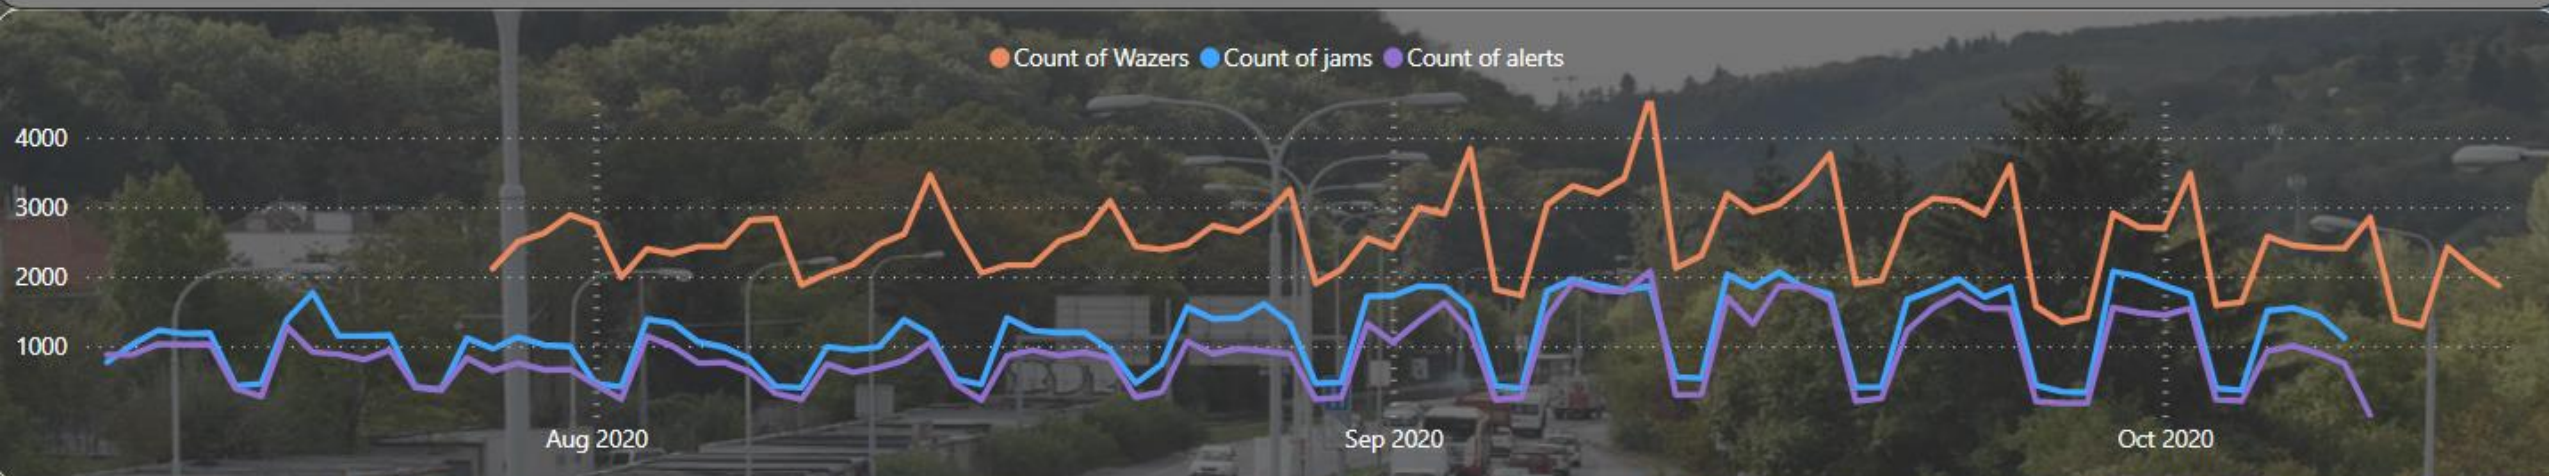 Count of Wazers Count of jams Count of alerts
4000
3000
2000
1000
Aug 2020 Sep 2020 Oct 2020